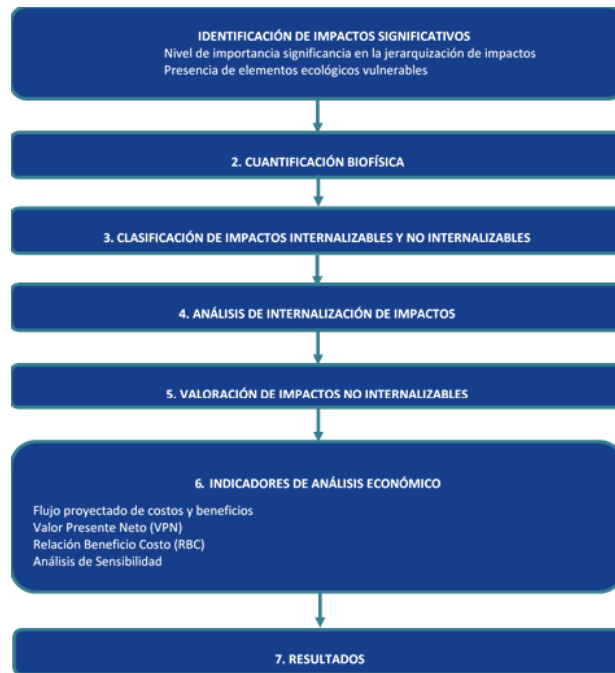 IDENTIFICACIÓN DE IMPACTOS SIGNIFICATIVOS
Nivel de importancia significancia en la jerarquización de impactos
Presencia de elementos ecológicos vulnerables
2. CUANTIFICACIÓN BIOFÍSICA
3. CLASIFICACIÓN DE IMPACTOS INTERNALIZABLES Y NO INTERNALIZABLES
4. ANÁLISIS DE INTERNALIZACIÓN DE IMPACTOS
5. VALORACIÓN DE IMPACTOS NO INTERNALIZABLES
6. INDICADORES DE ANÁLISIS ECONÓMICO
Flujo proyectado de costos y beneficios
Valor Presente Neto (VPN)
Relación Beneficio Costo (RBC)
Análisis de Sensibilidad
7. RESULTADOS